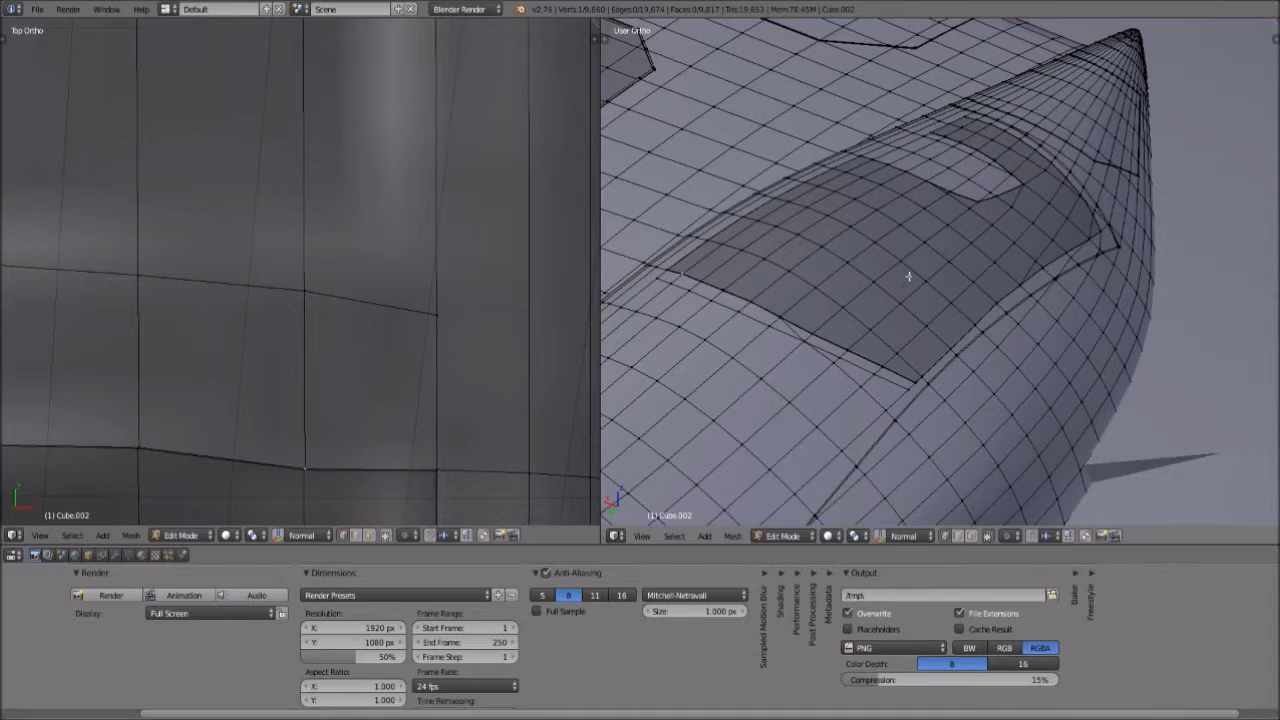 File Render Window Help Default Scene Blender Render v2.76 | Verts:1/9,860 | Edges:0/19,674 | Faces:0/9,817 | Tris:19,653 | Mem:78.45M | Cube.002
Top Ortho
User Ortho
(1) Cube.002
(1) Cube.002
View Select Add Mesh Edit Mode Normal
View Select Add Mesh Edit Mode Normal
Render
Dimensions
Anti-Aliasing
Output
Render Animation Audio
Render Presets
5 8 11 16 Mitchell-Netravali
/tmp\
Display: Full Screen
Resolution: Frame Range:
Full Sample Size: 1.000 px
Overwrite File Extensions
X: 1920 px Start Frame: 1
Placeholders Cache Result
Y: 1080 px End Frame: 250
PNG BW RGB RGBA
50% Frame Step: 1
Color Depth: 8 16
Aspect Ratio: Frame Rate:
Compression: 15%
X: 1.000 24 fps
Y: 1.000 Time Remapping:
Sampled Motion Blur
Shading
Performance
Post Processing
Metadata
Bake
Freestyle